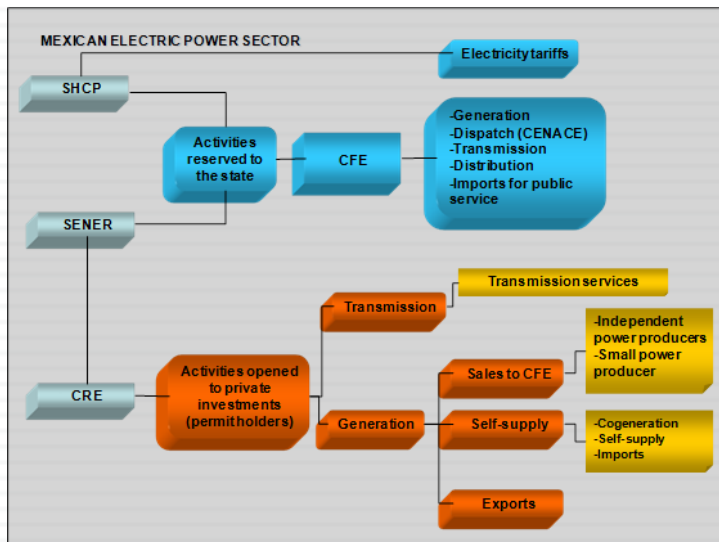 MEXICAN ELECTRIC POWER SECTOR
Electricity tariffs
SHCP
Activities
reserved to
the state
CFE
-Generation
-Dispatch (CENACE)
-Transmission
-Distribution
-Imports for public
service
SENER
Transmission
Transmission services
CRE
Activities opened
to private
investments
(permit holders)
Generation
Sales to CFE
-Independent
power producers
-Small power
producer
Self-supply
-Cogeneration
-Self-supply
-Imports
Exports